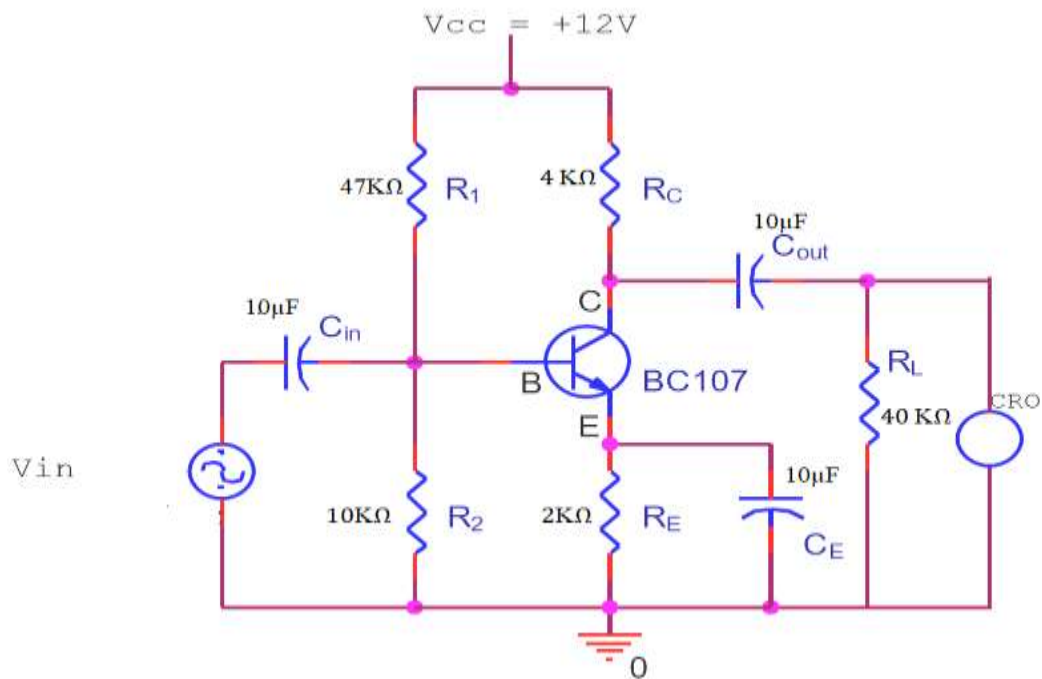 Vcc = +12V
47KΩ
R1
4 KΩ
RC
10μF
Cout
C
10μF
Cin
B
BC107
RL
CRO
40 KΩ
E
Vin
10μF
10KΩ
R2
2KΩ
RE
CE
0